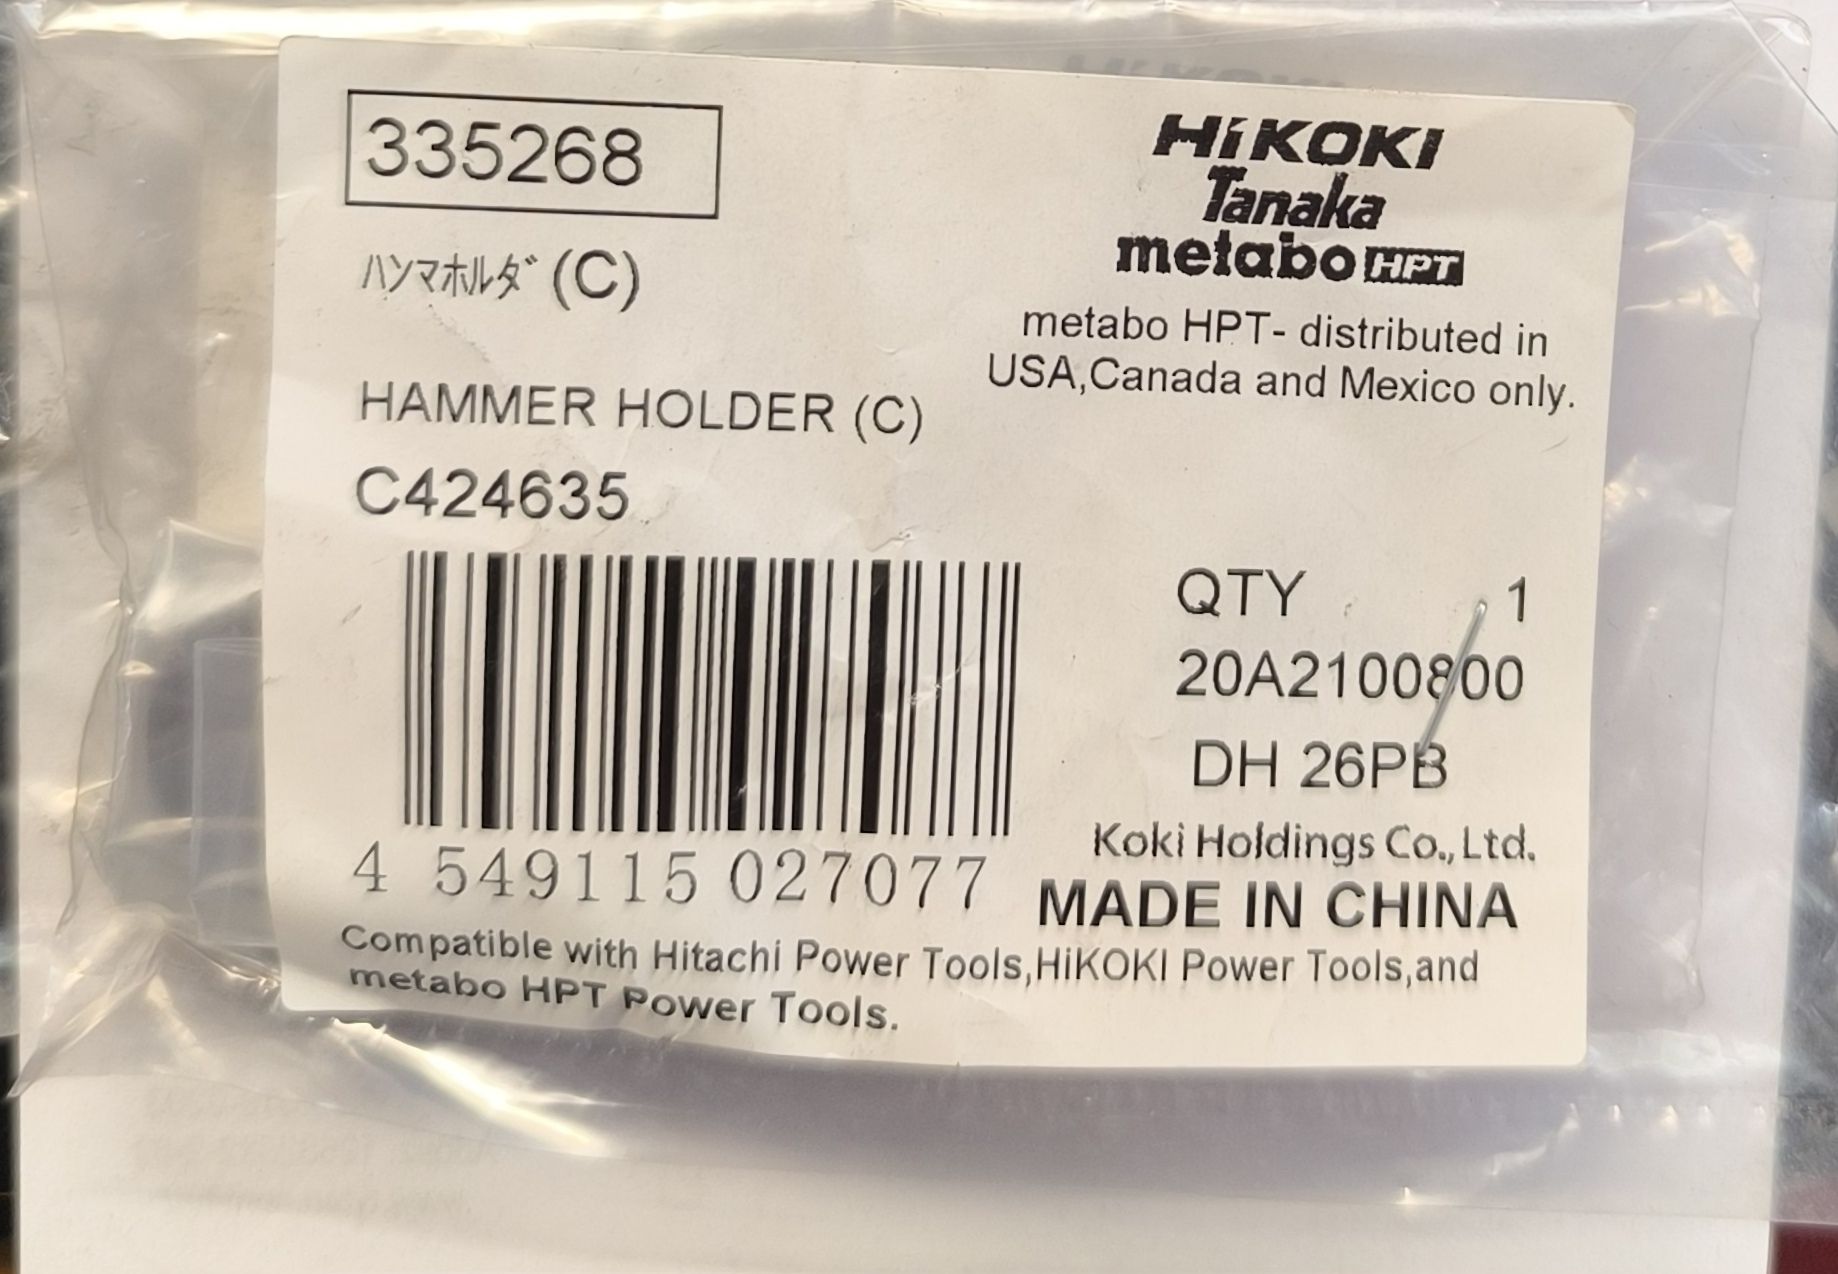 335268
ﾊﾝﾏﾎﾙﾀﾞ (C)
HAMMER HOLDER (C)
C424635
4 549115 027077
HiKOKI
Tanaka
metabo HPT
metabo HPT- distributed in
USA,Canada and Mexico only.
QTY 1
20A2100800
DH 26PB
Koki Holdings Co.,Ltd.
MADE IN CHINA
Compatible with Hitachi Power Tools,HiKOKI Power Tools,and
metabo HPT Power Tools.